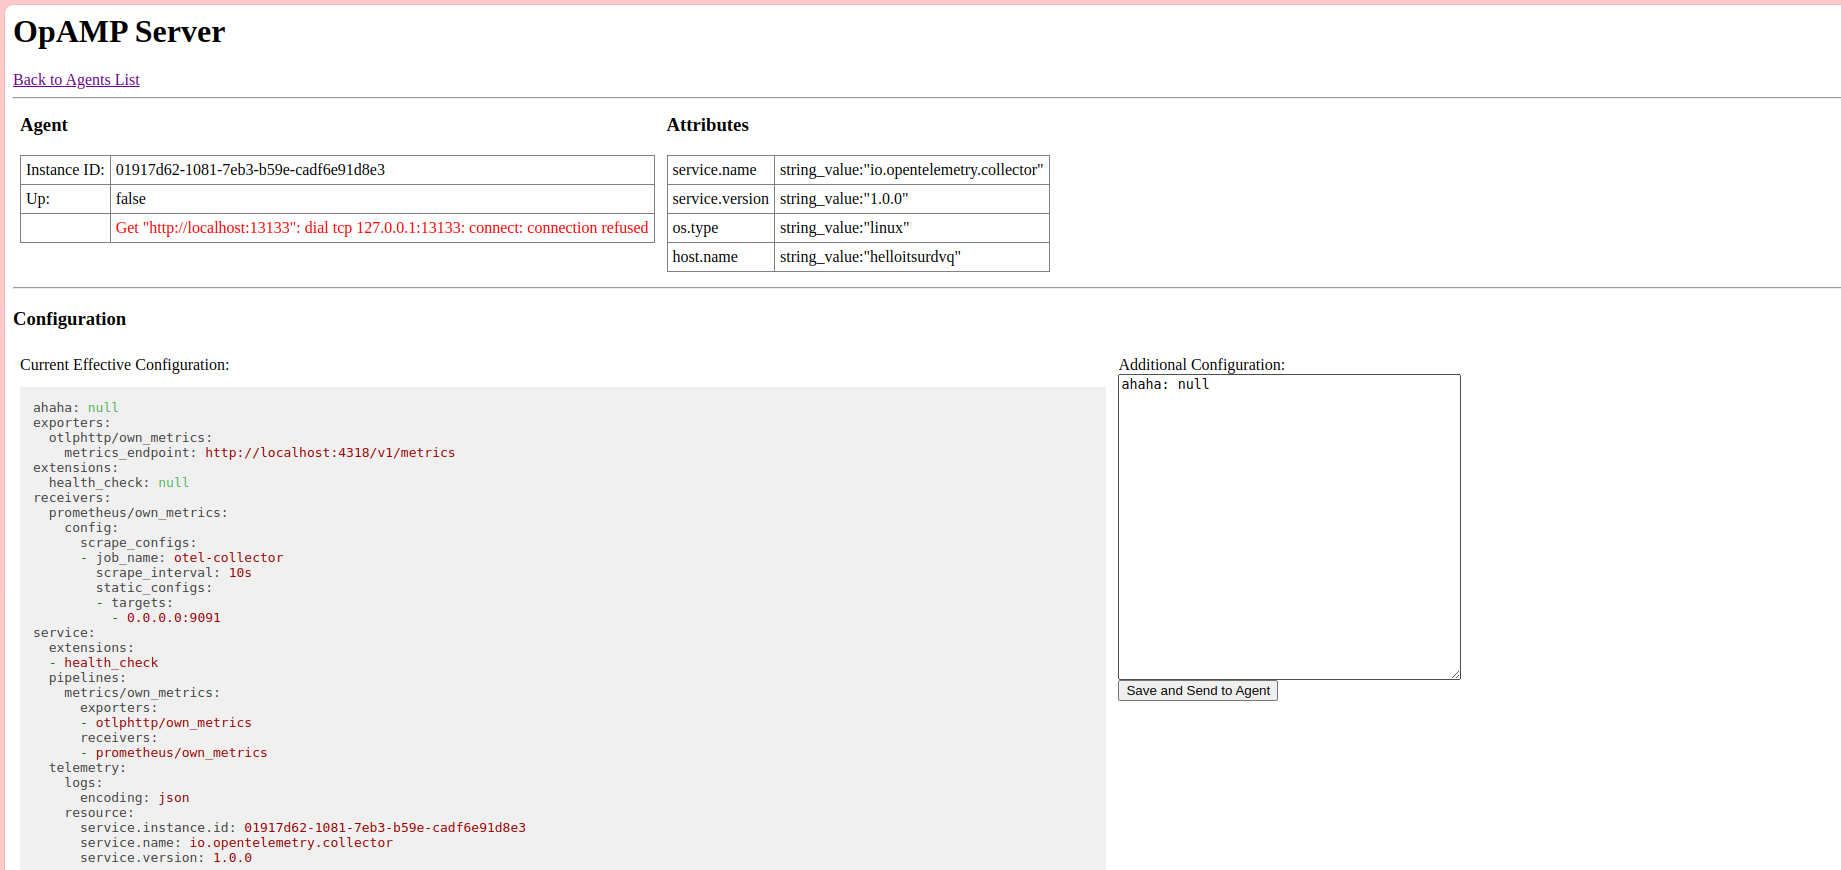 OpAMP Server
Back to Agents List
Agent
Instance ID: 01917d62-1081-7eb3-b59e-cadf6e91d8e3
Up: false
Get "http://localhost:13133": dial tcp 127.0.0.1:13133: connect: connection refused
Attributes
service.name string_value:"io.opentelemetry.collector"
service.version string_value:"1.0.0"
os.type string_value:"linux"
host.name string_value:"helloitsurdvq"
Configuration
Current Effective Configuration:
ahaha: null
exporters:
  otlphttp/own_metrics:
    metrics_endpoint: http://localhost:4318/v1/metrics
extensions:
  health_check: null
receivers:
  prometheus/own_metrics:
    config:
      scrape_configs:
      - job_name: otel-collector
        scrape_interval: 10s
        static_configs:
        - targets:
          - 0.0.0.0:9091
service:
  extensions:
  - health_check
  pipelines:
    metrics/own_metrics:
      exporters:
      - otlphttp/own_metrics
      receivers:
      - prometheus/own_metrics
  telemetry:
    logs:
      encoding: json
    resource:
      service.instance.id: 01917d62-1081-7eb3-b59e-cadf6e91d8e3
      service.name: io.opentelemetry.collector
      service.version: 1.0.0
Additional Configuration:
ahaha: null
Save and Send to Agent